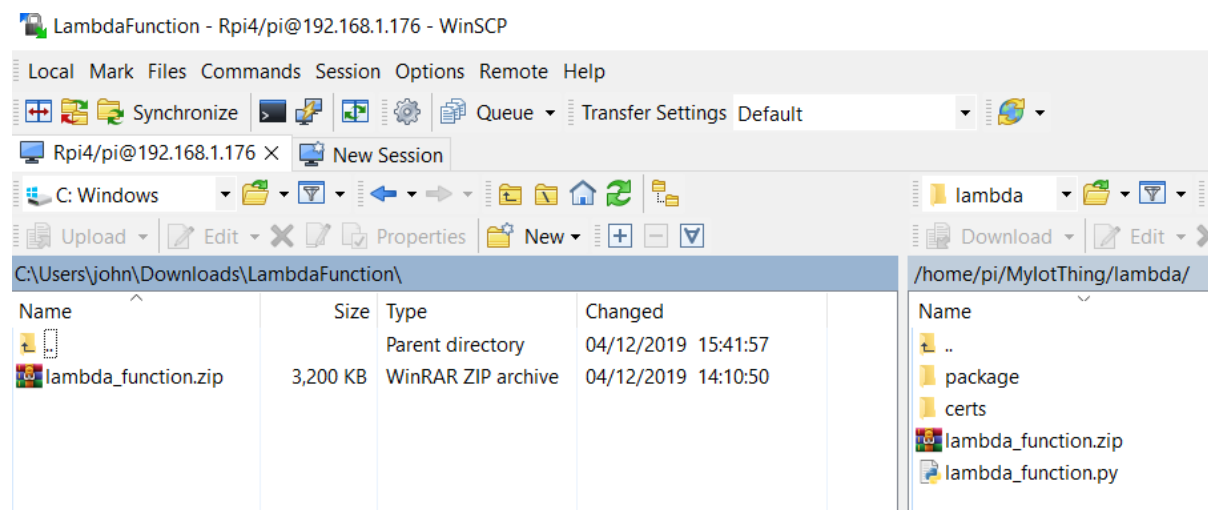 LambdaFunction - Rpi4/pi@192.168.1.176 - WinSCP
Local Mark Files Commands Session Options Remote Help
Synchronize Queue Transfer Settings Default
Rpi4/pi@192.168.1.176 New Session
C: Windows lambda
Upload Edit Properties New Download Edit
C:\Users\john\Downloads\LambdaFunction\ /home/pi/MyIotThing/lambda/
Name Size Type Changed Name
.. Parent directory 04/12/2019 15:41:57 ..
lambda_function.zip 3,200 KB WinRAR ZIP archive 04/12/2019 14:10:50 package
certs
lambda_function.zip
lambda_function.py